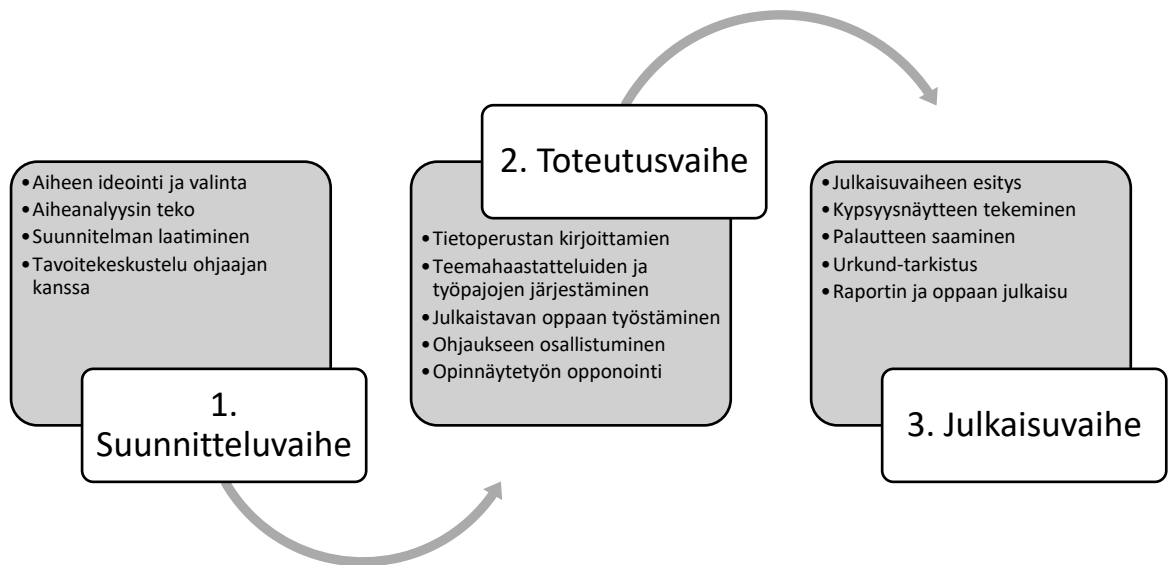 •Aiheen ideointi ja valinta
•Aiheanalyysin teko
•Suunnitelman laatiminen
•Tavoitekeskustelu ohjaajan
kanssa
1.
Suunnitteluvaihe
2. Toteutusvaihe
•Tietoperustan kirjoittamien
•Teemahaastatteluiden ja
työpajojen järjestäminen
•Julkaistavan oppaan työstäminen
•Ohjaukseen osallistuminen
•Opinnäytetyön opponointi
•Julkaisuvaiheen esitys
•Kypsyysnäytteen tekeminen
•Palautteen saaminen
•Urkund-tarkistus
•Raportin ja oppaan julkaisu
3. Julkaisuvaihe